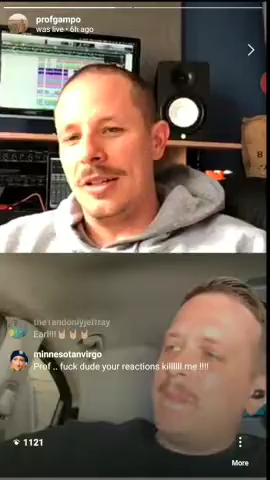 profgampo
was live • 6h ago
Earl!!🤘🤘🤘
minnesotanvirgo
Prof .. fuck dude your reactions killllll me !!!!
1121
More